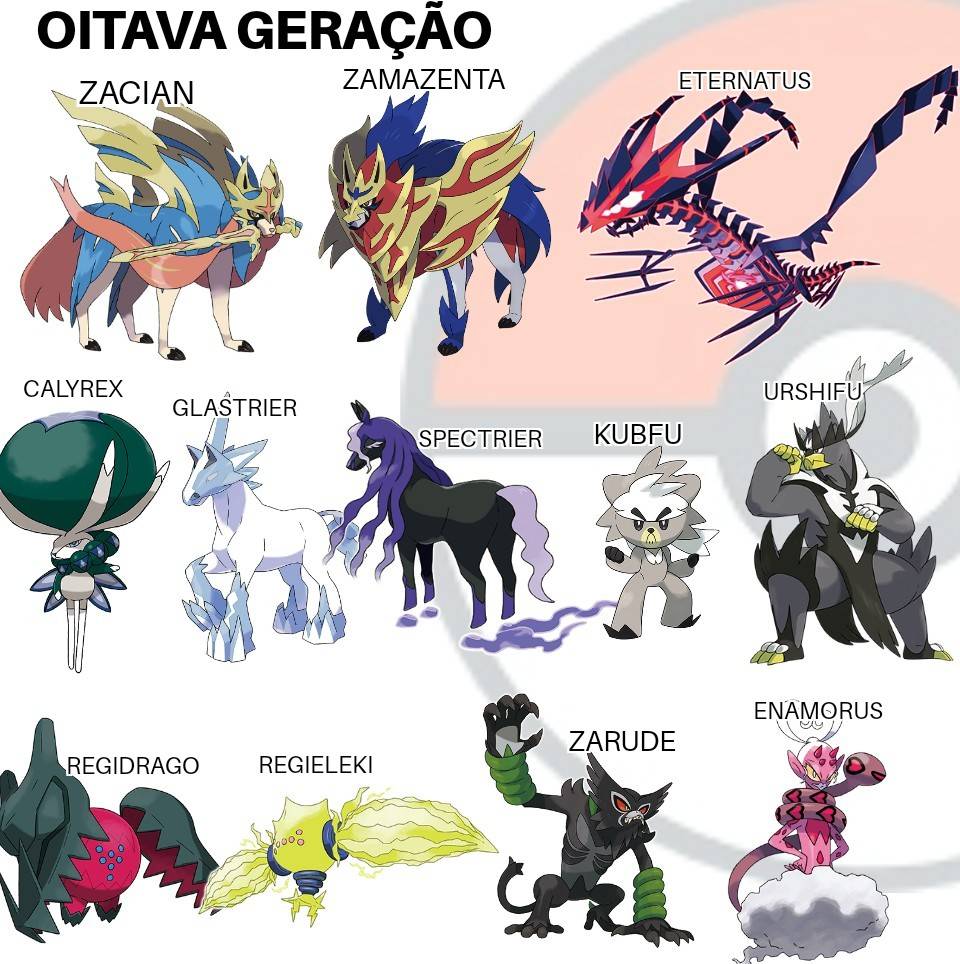 OITAVA GERAÇÃO
ZACIAN
ZAMAZENTA
ETERNATUS
CALYREX
GLASTRIER
SPECTRIER
KUBFU
URSHIFU
REGIDRAGO
REGIELEKI
ZARUDE
ENAMORUS